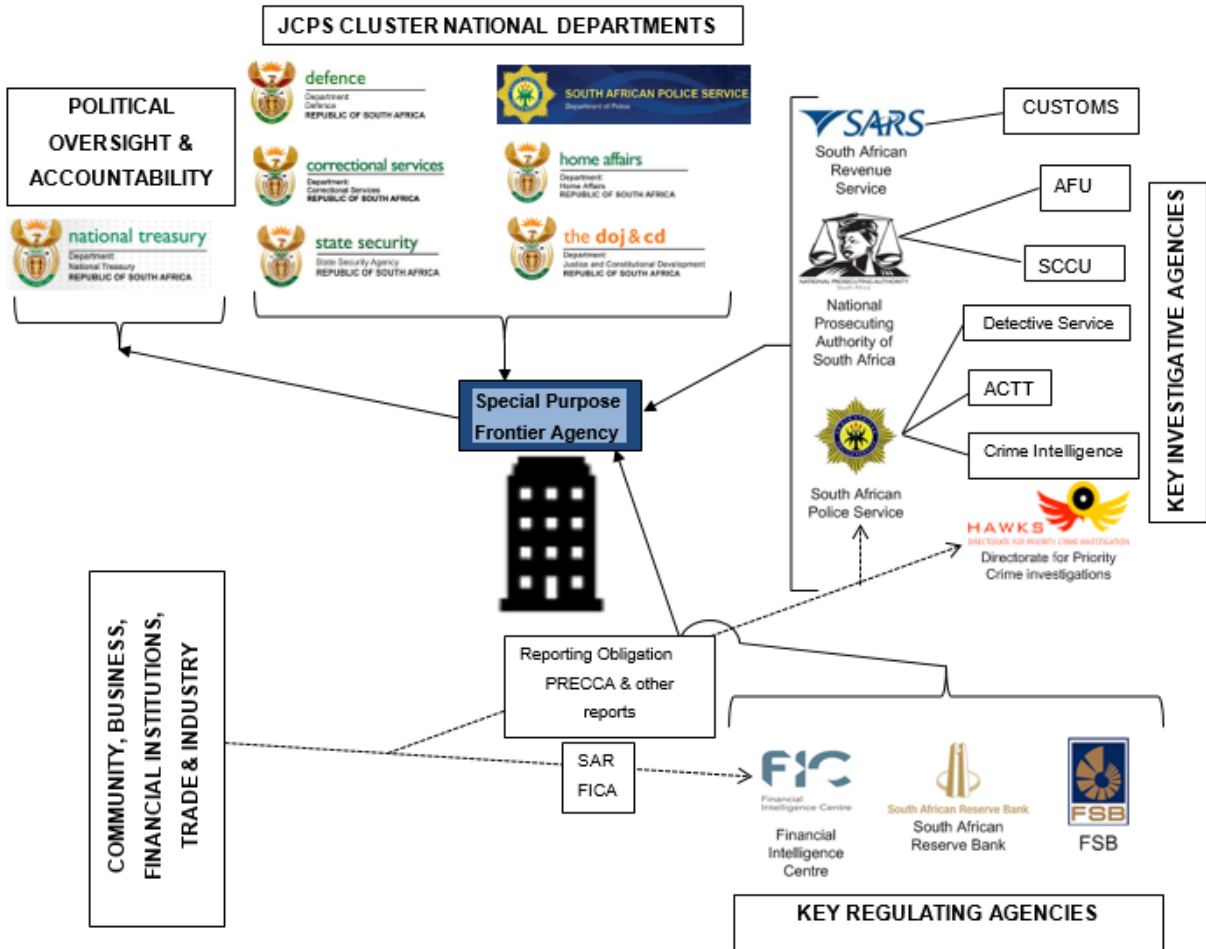 JCPS CLUSTER NATIONAL DEPARTMENTS
POLITICAL
OVERSIGHT &
ACCOUNTABILITY
national treasury
Department:
National Treasury
REPUBLIC OF SOUTH AFRICA
defence
Department:
Defence
REPUBLIC OF SOUTH AFRICA
SOUTH AFRICAN POLICE SERVICE
Department of Police
correctional services
Department:
Correctional Services
REPUBLIC OF SOUTH AFRICA
home affairs
Department:
Home Affairs
REPUBLIC OF SOUTH AFRICA
state security
State Security Agency
REPUBLIC OF SOUTH AFRICA
the doj & cd
Department:
Justice and Constitutional Development
REPUBLIC OF SOUTH AFRICA
SARS
South African
Revenue
Service
CUSTOMS
AFU
SCCU
NATIONAL PROSECUTING AUTHORITY
South Africa
National
Prosecuting
Authority of
South Africa
Detective Service
ACTT
Crime Intelligence
South African
Police Service
HAWKS
DIRECTORATE FOR PRIORITY CRIME INVESTIGATION
Directorate for Priority
Crime investigations
KEY INVESTIGATIVE AGENCIES
Special Purpose
Frontier Agency
COMMUNITY, BUSINESS,
FINANCIAL INSTITUTIONS,
TRADE & INDUSTRY
Reporting Obligation
PRECCA & other
reports
SAR
FICA
FIC
Financial Intelligence Centre
Financial
Intelligence
Centre
South African Reserve Bank
South African
Reserve Bank
FSB
FSB
KEY REGULATING AGENCIES